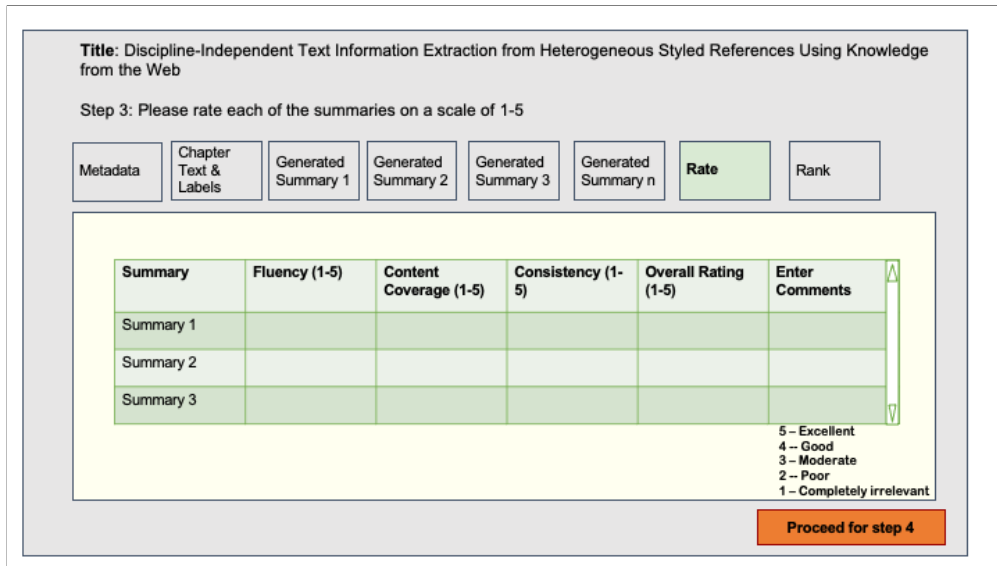 Title: Discipline-Independent Text Information Extraction from Heterogeneous Styled References Using Knowledge
from the Web
Step 3: Please rate each of the summaries on a scale of 1-5
Metadata
Chapter
Text &
Labels
Generated
Summary 1
Generated
Summary 2
Generated
Summary 3
Generated
Summary n
Rate
Rank
Summary
Fluency (1-5)
Content
Coverage (1-5)
Consistency (1-
5)
Overall Rating
(1-5)
Enter
Comments
Summary 1
Summary 2
Summary 3
5 – Excellent
4 -- Good
3 – Moderate
2 -- Poor
1 – Completely irrelevant
Proceed for step 4